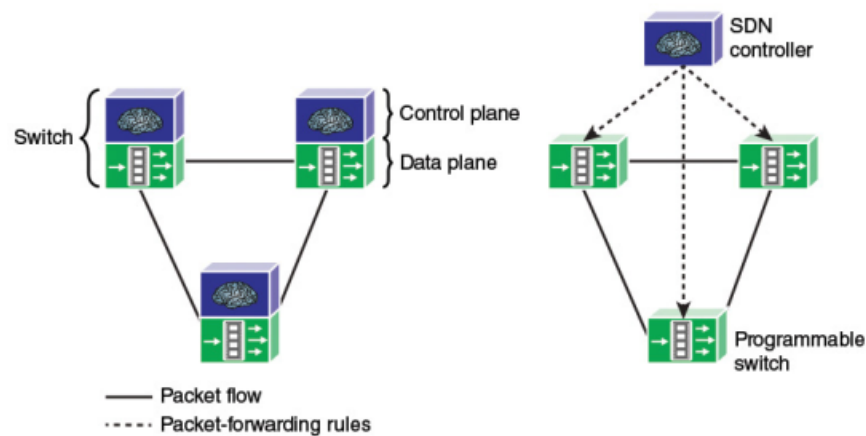 SDN
controller
Switch
Control plane
Data plane
Programmable
switch
Packet flow
Packet-forwarding rules